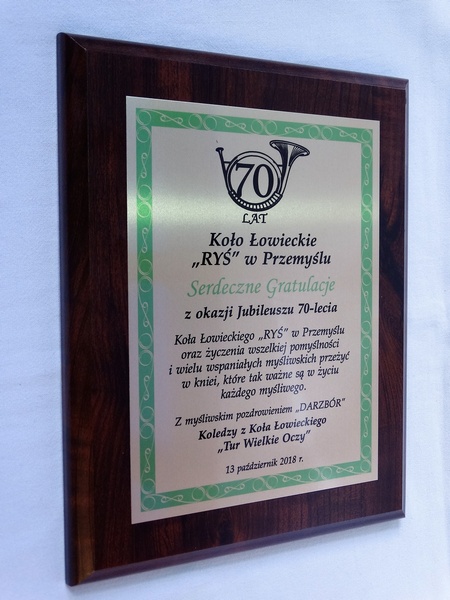 70
LAT
Koło Łowieckie
„RYŚ” w Przemyślu
Serdeczne Gratulacje
z okazji Jubileuszu 70-lecia
Koła Łowieckiego „RYŚ” w Przemyślu
oraz życzenia wszelkiej pomyślności
i wielu wspaniałych myśliwskich przeżyć
w kniei, które tak ważne są w życiu
każdego myśliwego.
Z myśliwskim pozdrowieniem „DARZBÓR”
Koledzy z Koła Łowieckiego
„Tur Wielkie Oczy”
13 październik 2018 r.